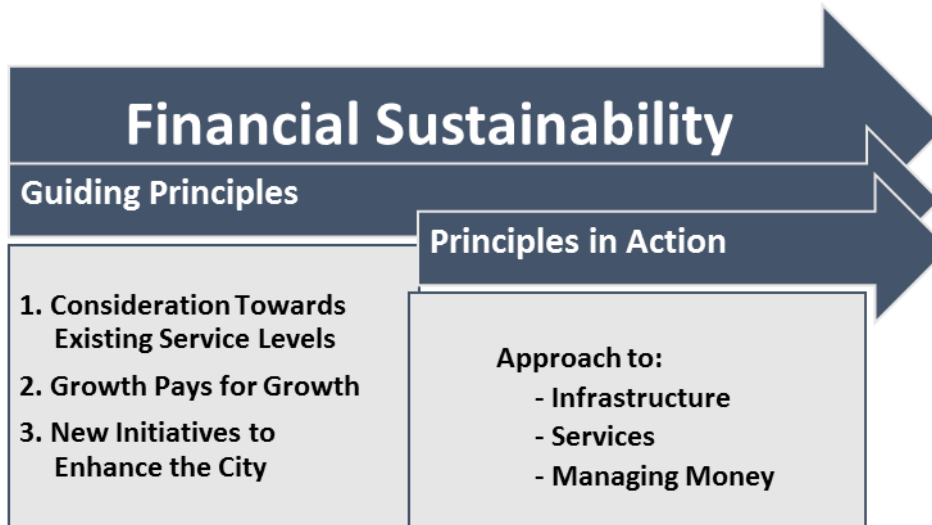 Financial Sustainability
Guiding Principles
Principles in Action
1. Consideration Towards
Existing Service Levels
2. Growth Pays for Growth
3. New Initiatives to
Enhance the City
Approach to:
- Infrastructure
- Services
- Managing Money